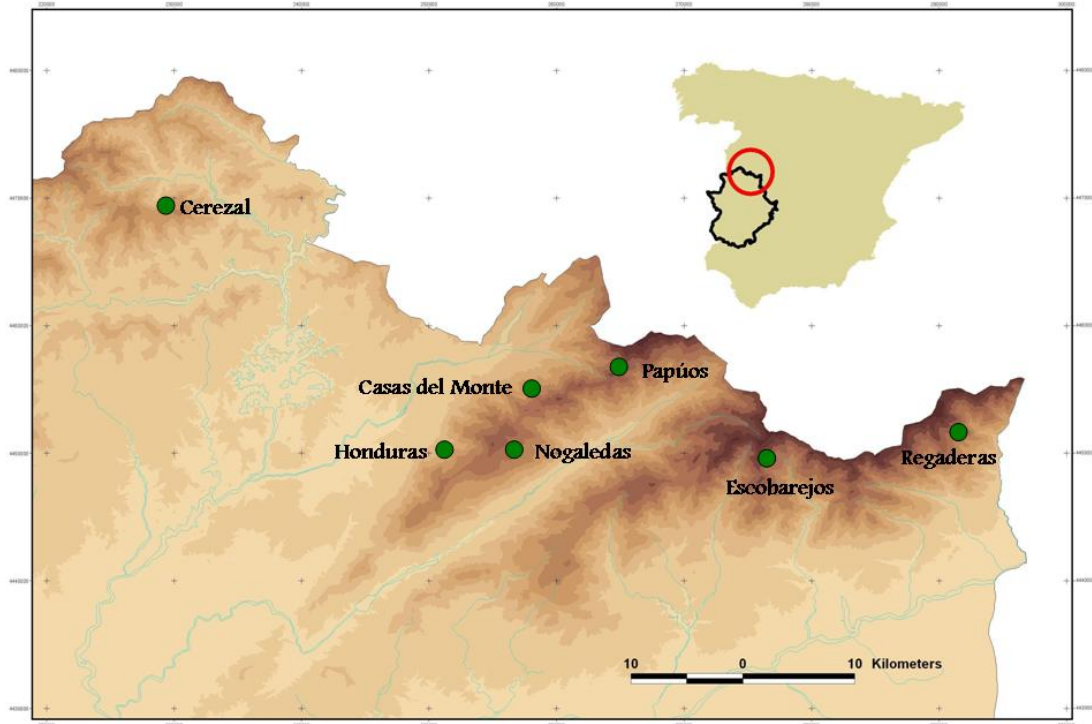 Cerezal
Papúos
Casas del Monte
Honduras
Nogaledas
Regaderas
Escobarejos
10 0 10 Kilometers